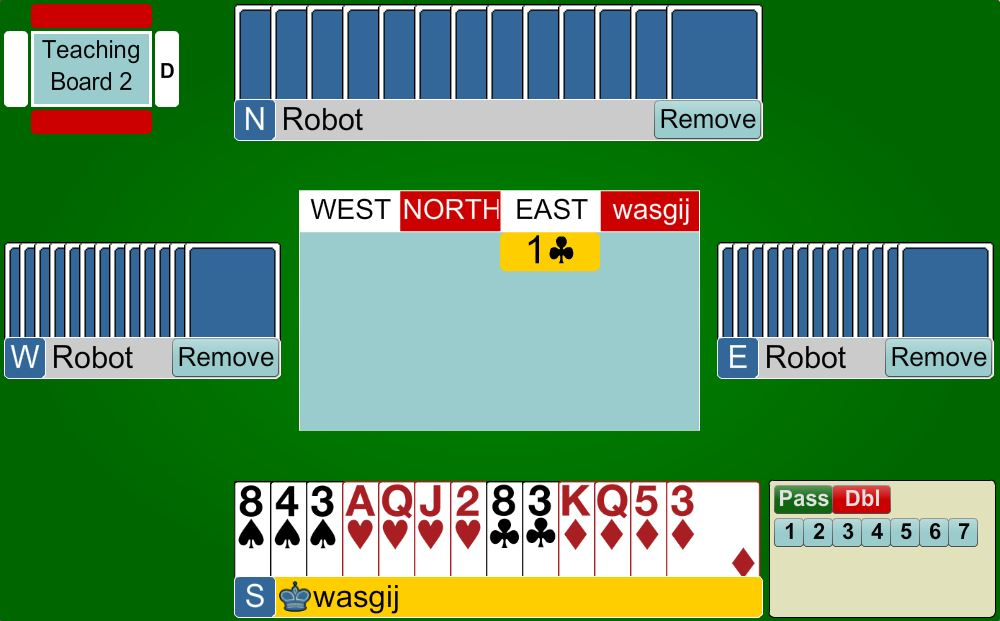 Teaching
Board 2
D
N Robot Remove
WEST NORTH EAST wasgij
1♣
W Robot Remove
E Robot Remove
8♠ 4♠ 3♠ A♥ Q♥ J♥ 2♥ 8♣ 3♣ K♦ Q♦ 5♦ 3♦
S wasgij
Pass Dbl
1 2 3 4 5 6 7